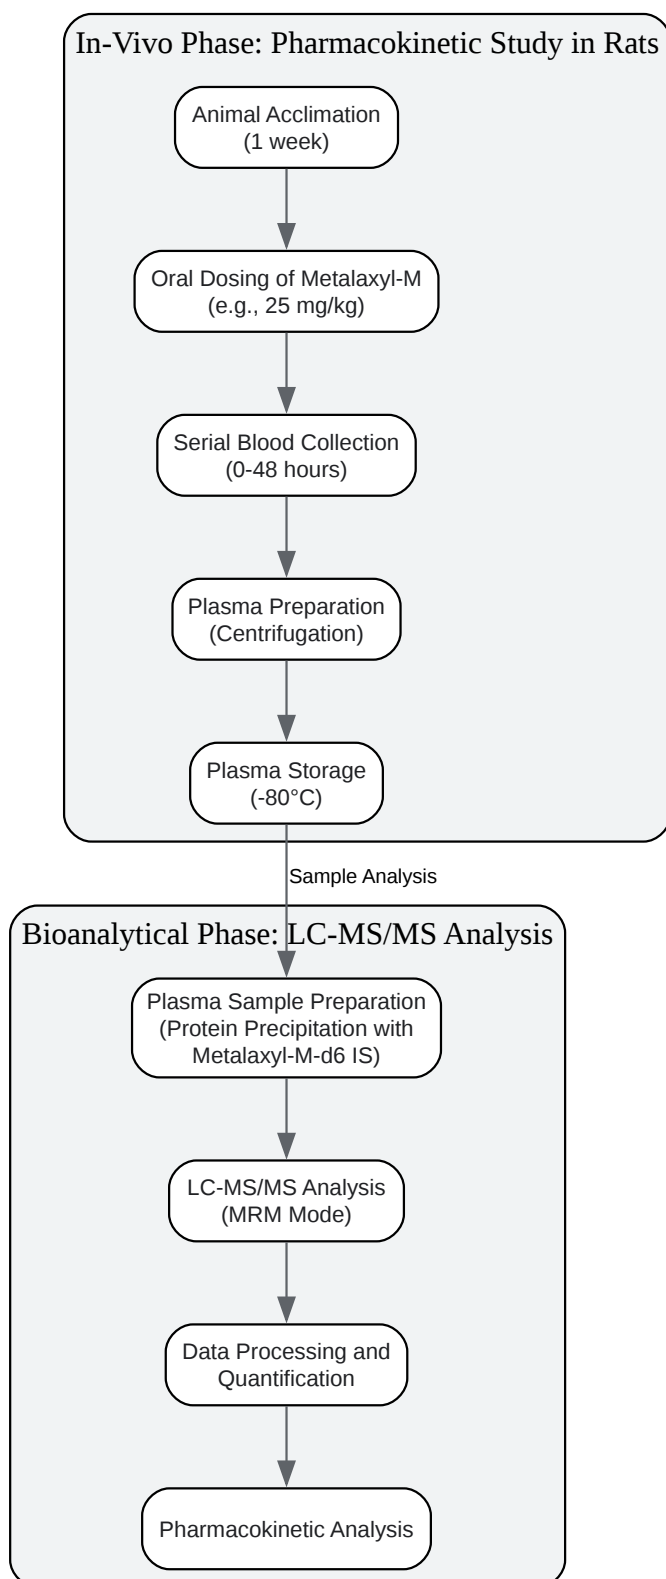 In-Vivo Phase: Pharmacokinetic Study in Rats
Animal Acclimation
(1 week)
Oral Dosing of Metalaxyl-M
(e.g., 25 mg/kg)
Serial Blood Collection
(0-48 hours)
Plasma Preparation
(Centrifugation)
Plasma Storage
(-80°C)
Sample Analysis
Bioanalytical Phase: LC-MS/MS Analysis
Plasma Sample Preparation
(Protein Precipitation with
Metalaxyl-M-d6 IS)
LC-MS/MS Analysis
(MRM Mode)
Data Processing and
Quantification
Pharmacokinetic Analysis